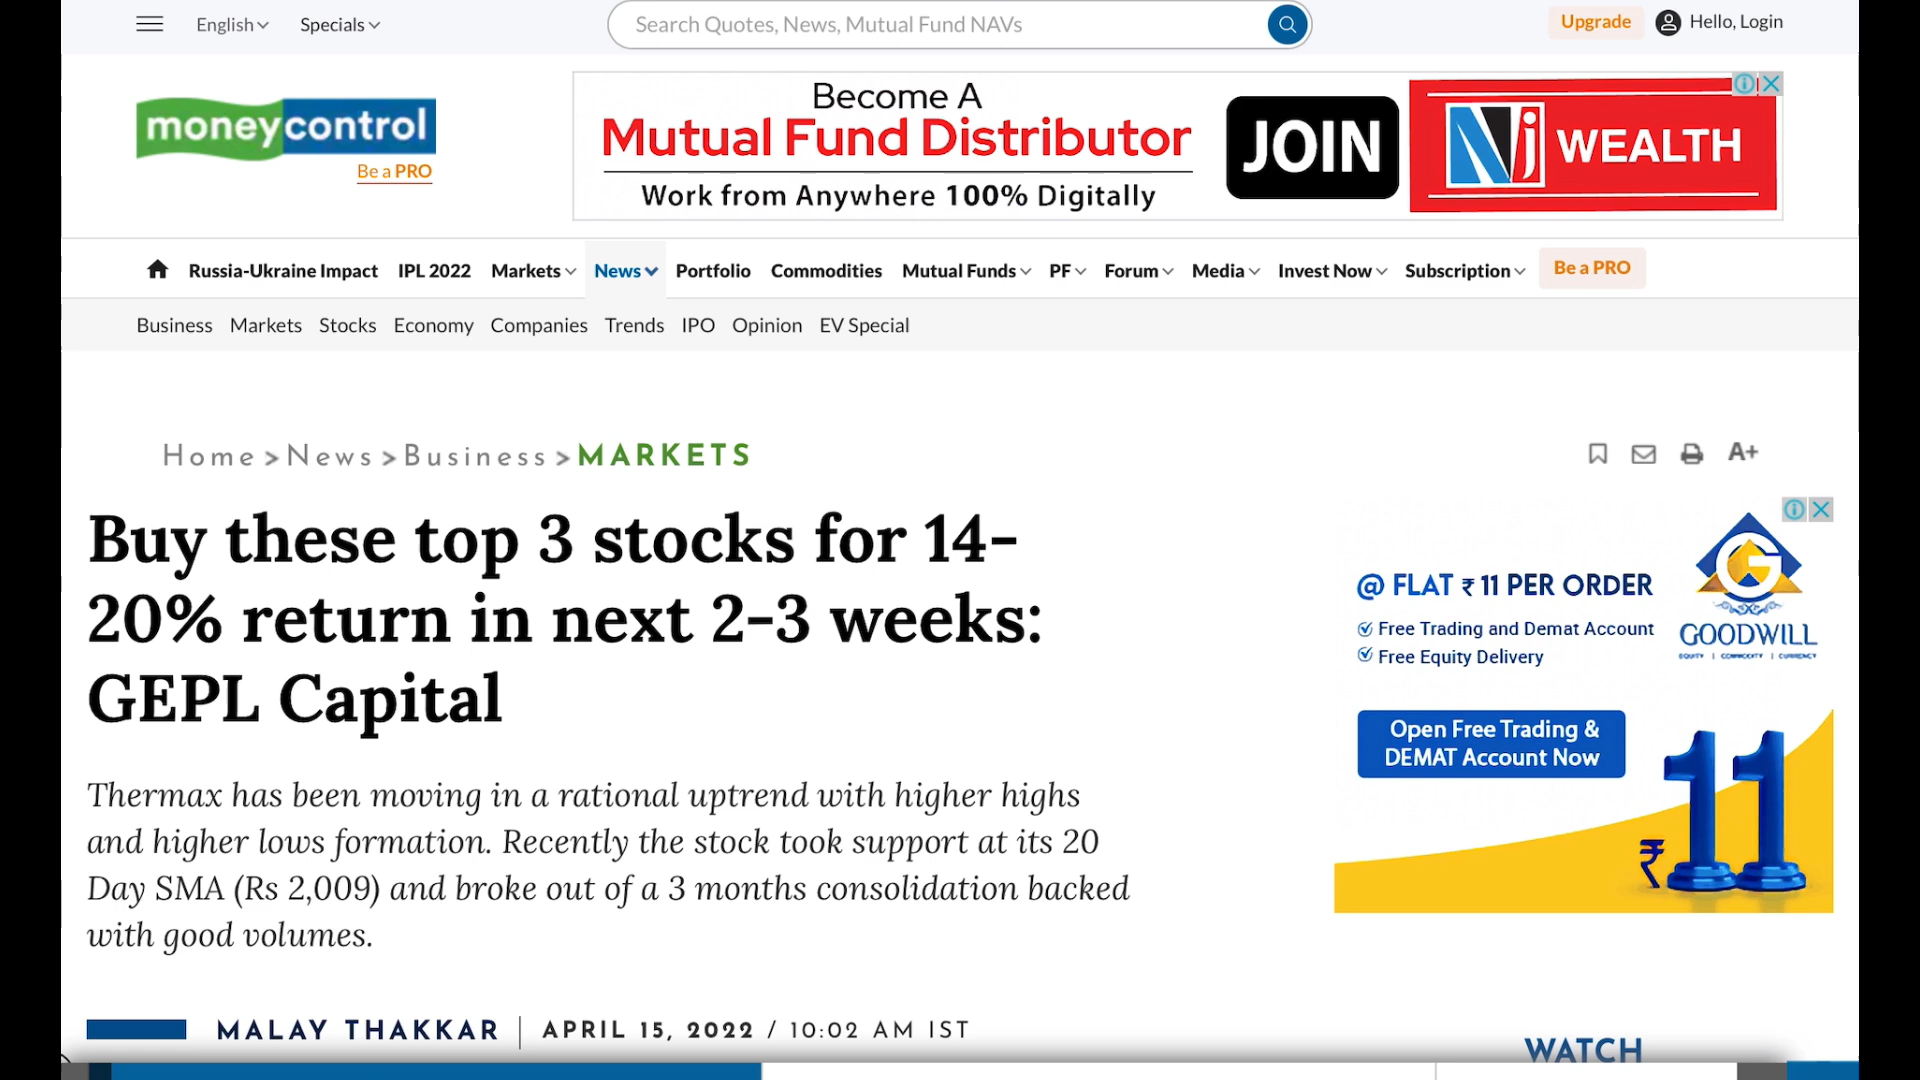 English
Specials
Search Quotes, News, Mutual Fund NAVs
Upgrade
Hello, Login
moneycontrol
Be a PRO
Become A
Mutual Fund Distributor
Work from Anywhere 100% Digitally
JOIN
Nj WEALTH
Russia-Ukraine Impact IPL 2022 Markets News Portfolio Commodities Mutual Funds PF Forum Media Invest Now Subscription Be a PRO
Business Markets Stocks Economy Companies Trends IPO Opinion EV Special
Home > News > Business > MARKETS
A+
Buy these top 3 stocks for 14-
20% return in next 2-3 weeks:
GEPL Capital
Thermax has been moving in a rational uptrend with higher highs
and higher lows formation. Recently the stock took support at its 20
Day SMA (Rs 2,009) and broke out of a 3 months consolidation backed
with good volumes.
MALAY THAKKAR | APRIL 15, 2022 / 10:02 AM IST
@ FLAT ₹ 11 PER ORDER
Free Trading and Demat Account
Free Equity Delivery
G
GOODWILL
EQUITY | COMMODITY | CURRENCY
Open Free Trading &
DEMAT Account Now
₹ 11
WATCH